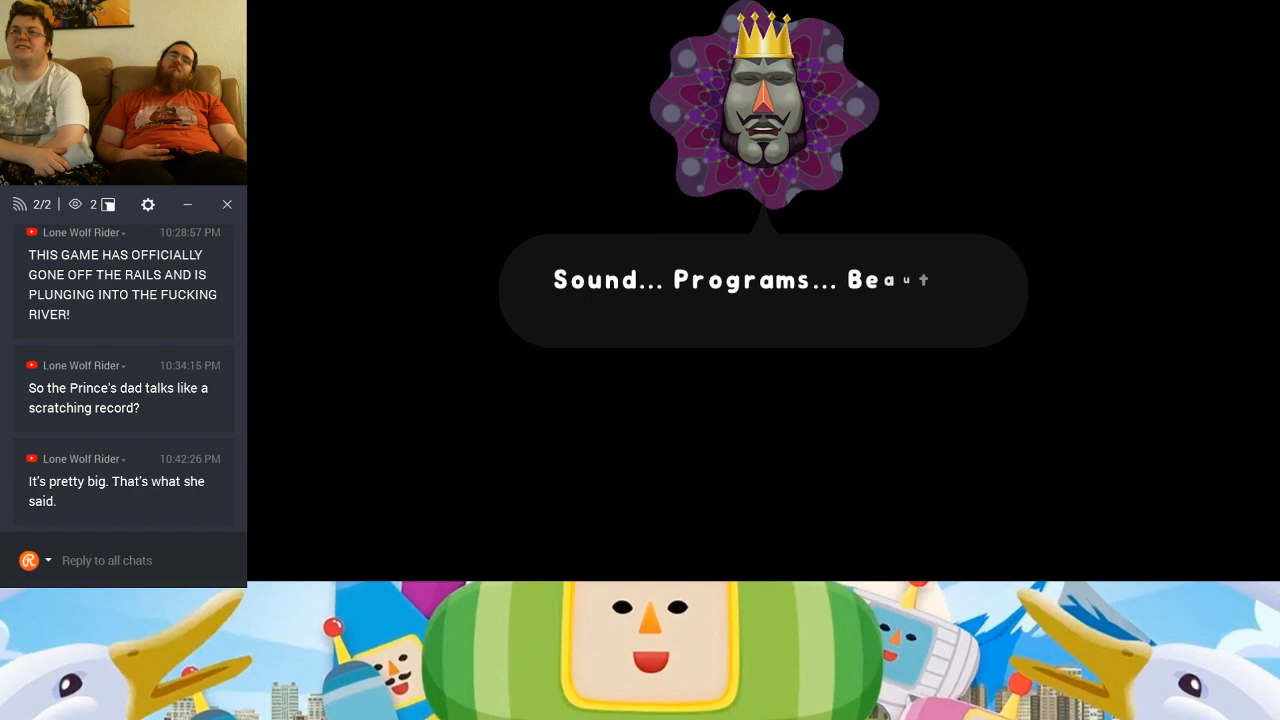 2/2 | 2
Lone Wolf Rider 10:28:57 PM
THIS GAME HAS OFFICIALLY
GONE OFF THE RAILS AND IS
PLUNGING INTO THE FUCKING
RIVER!
Lone Wolf Rider 10:34:15 PM
So the Prince's dad talks like a
scratching record?
Lone Wolf Rider 10:42:26 PM
It's pretty big. That's what she
said.
Reply to all chats
Sound... Programs... Beaut